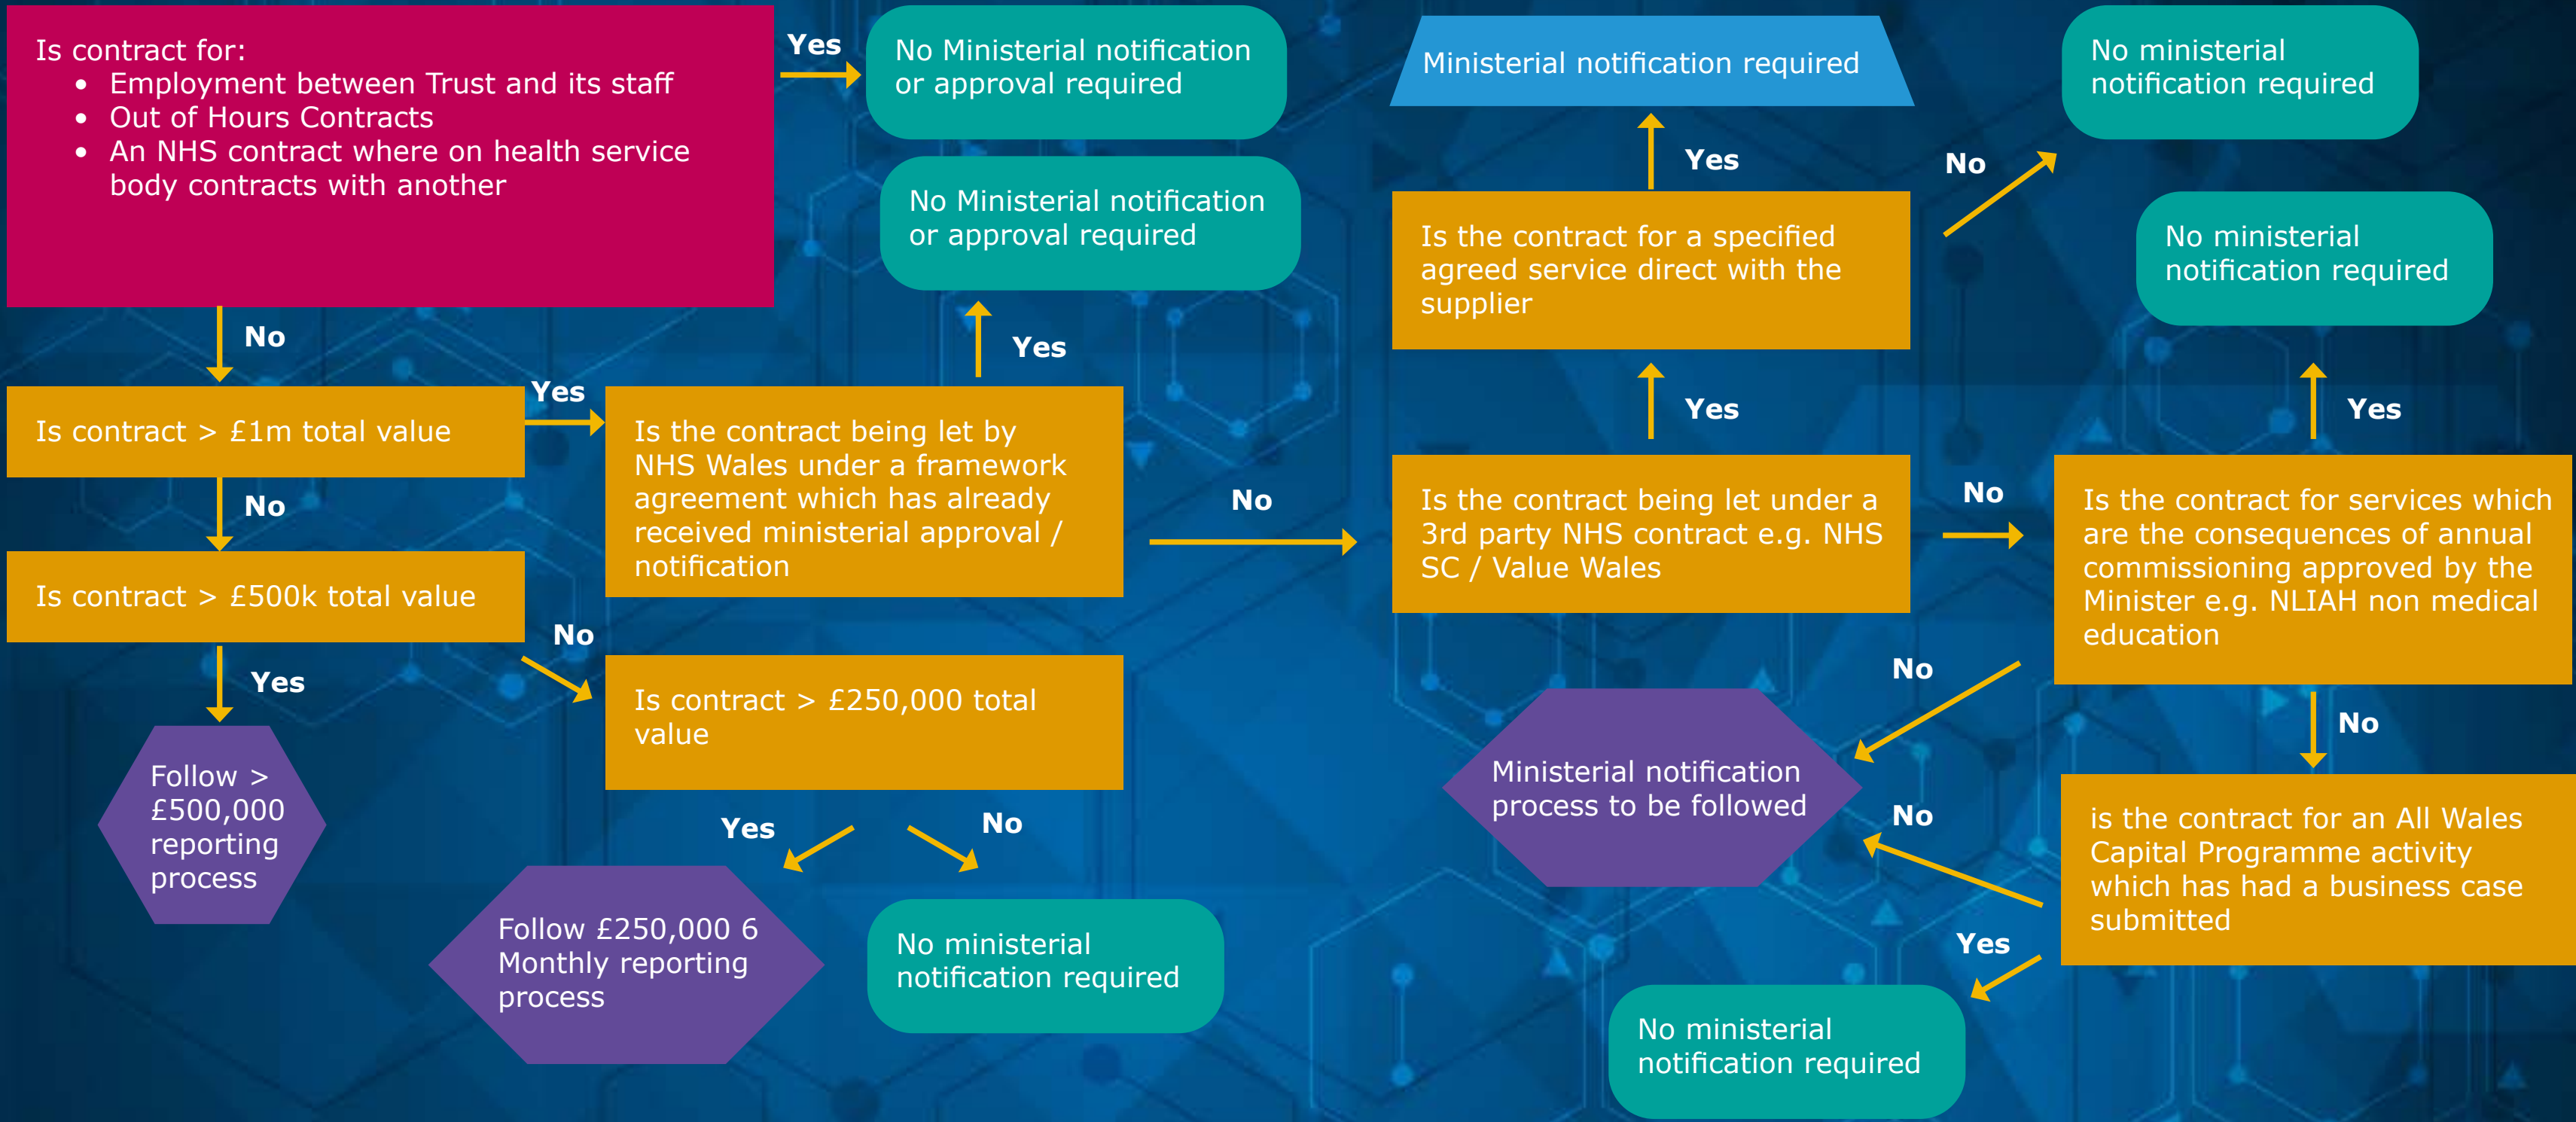 Is contract for:
• Employment between Trust and its staff
• Out of Hours Contracts
• An NHS contract where on health service
body contracts with another
Yes
No Ministerial notification
or approval required
No
Is contract > £1m total value
Yes
Is the contract being let by
NHS Wales under a framework
agreement which has already
received ministerial approval /
notification
Yes
No Ministerial notification
or approval required
No
Is contract > £500k total value
Yes
Follow >
£500,000
reporting
process
No
Is contract > £250,000 total
value
Yes
Follow £250,000 6
Monthly reporting
process
No
No ministerial
notification required
No
Is the contract being let under a
3rd party NHS contract e.g. NHS
SC / Value Wales
Yes
Is the contract for a specified
agreed service direct with the
supplier
Yes
Ministerial notification required
No
No ministerial
notification required
No
Is the contract for services which
are the consequences of annual
commissioning approved by the
Minister e.g. NLIAH non medical
education
Yes
No ministerial
notification required
No
Ministerial notification
process to be followed
No
is the contract for an All Wales
Capital Programme activity
which has had a business case
submitted
No
Yes
No ministerial
notification required